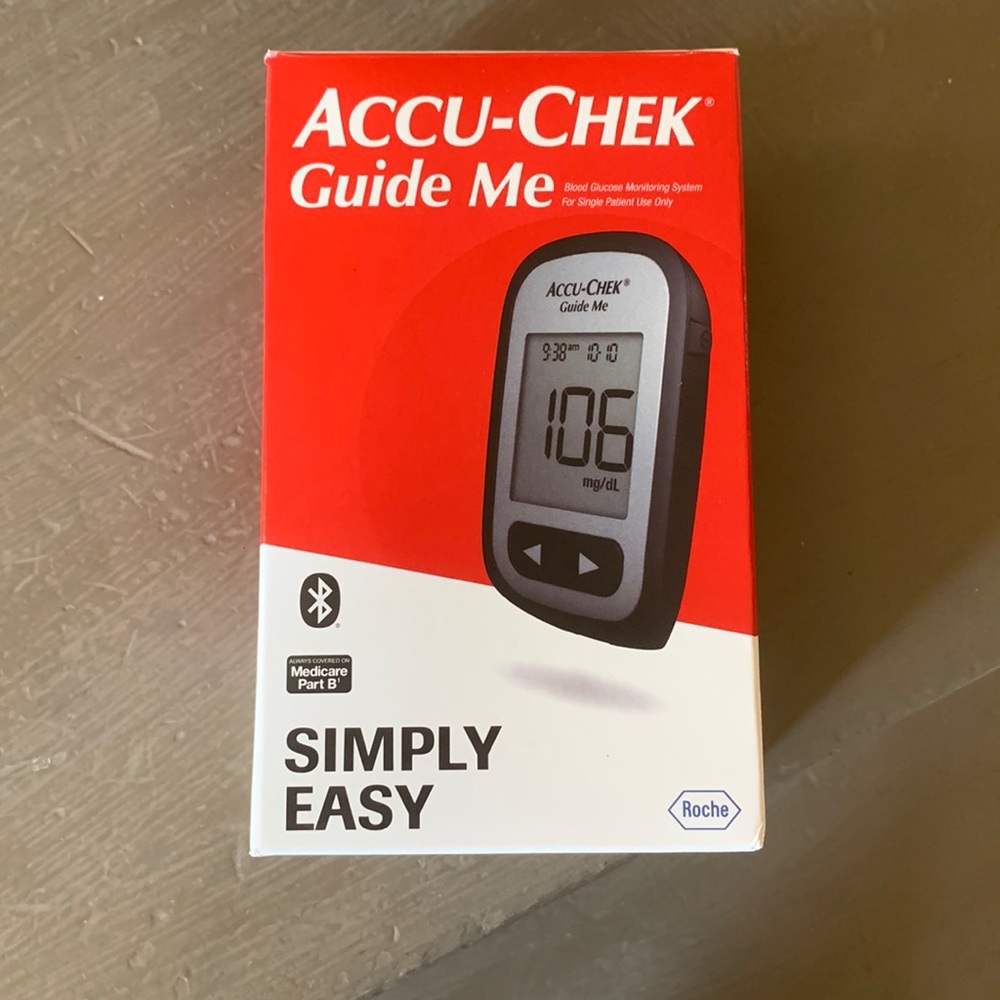 ACCU-CHEK®
Guide Me
Blood Glucose Monitoring System
For Single Patient Use Only
ACCU-CHEK®
Guide Me
9:38am 10-10
106
mg/dL
ALWAYS COVERED ON
Medicare
Part B¹
SIMPLY
EASY
Roche